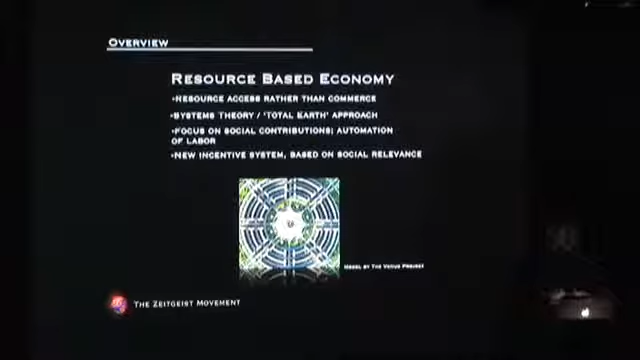 Overview
Resource Based Economy
•Resource access rather than commerce
•Systems Theory / 'Total Earth' approach
•Focus on social contributions; automation
of labor
•New incentive system, based on social relevance
Model by The Venus Project
The Zeitgeist Movement